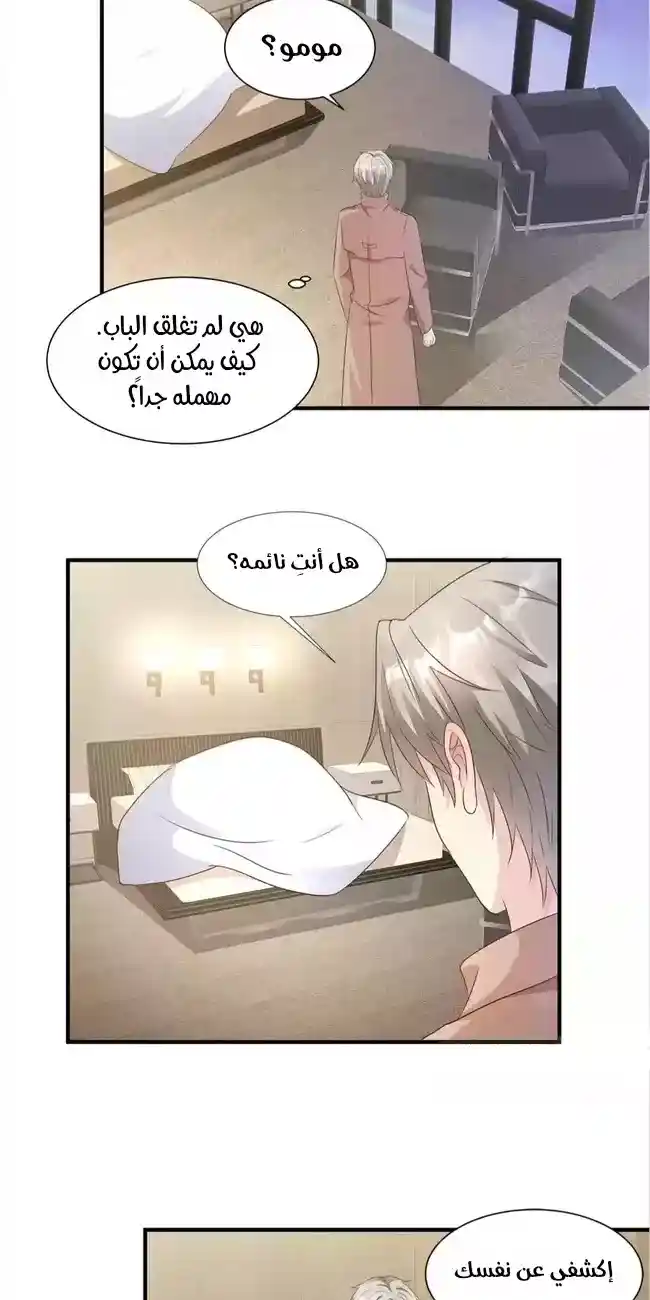 مومو؟
هي لم تغلق الباب.
كيف يمكن أن تكون
مهمله جداً؟
هل أنتِ نائمه؟
إكشفي عن نفسك